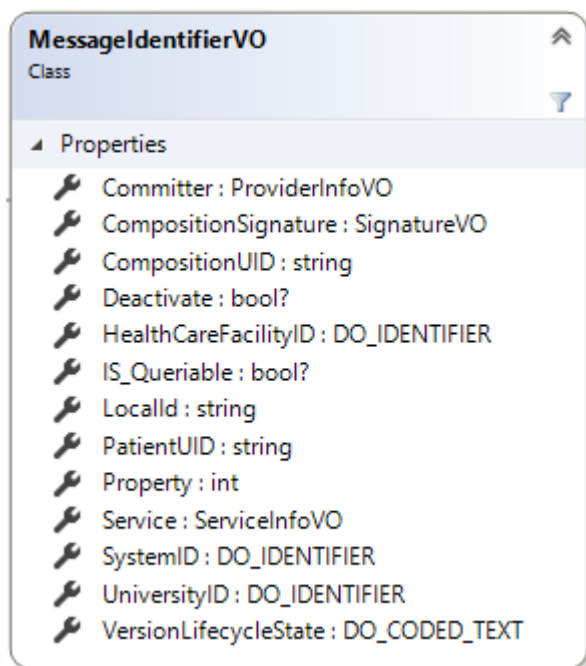 MessageIdentifierVO
Class
Properties
Committer : ProviderInfoVO
CompositionSignature : SignatureVO
CompositionUID : string
Deactivate : bool?
HealthCareFacilityID : DO_IDENTIFIER
IS_Queriable : bool?
LocalId : string
PatientUID : string
Property : int
Service : ServiceInfoVO
SystemID : DO_IDENTIFIER
UniversityID : DO_IDENTIFIER
VersionLifecycleState : DO_CODED_TEXT